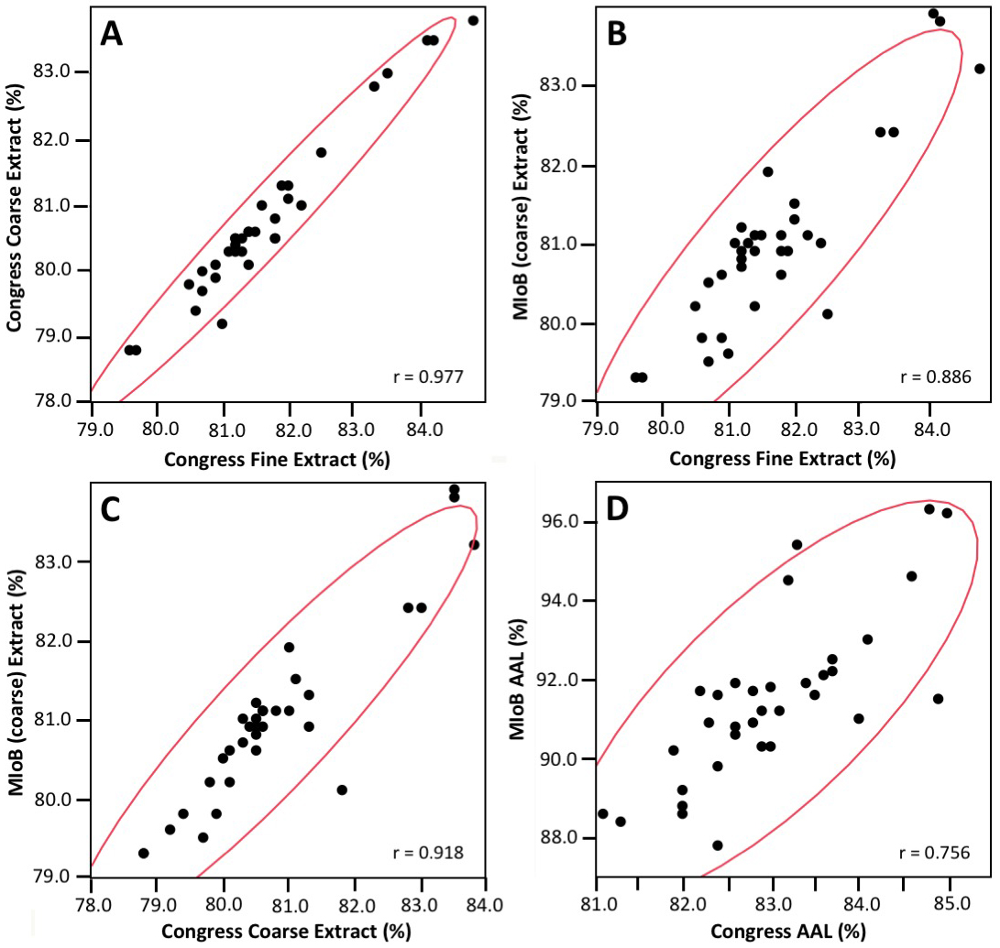 A
Congress Coarse Extract (%)
83.0
82.0
81.0
80.0
79.0
78.0
r = 0.977
79.0 80.0 81.0 82.0 83.0 84.0
Congress Fine Extract (%)
B
MIoB (coarse) Extract (%)
83.0
82.0
81.0
80.0
79.0
r = 0.886
79.0 80.0 81.0 82.0 83.0 84.0
Congress Fine Extract (%)
C
MIoB (coarse) Extract (%)
83.0
82.0
81.0
80.0
79.0
r = 0.918
78.0 79.0 80.0 81.0 82.0 83.0 84.0
Congress Coarse Extract (%)
D
MIoB AAL (%)
96.0
94.0
92.0
90.0
88.0
r = 0.756
81.0 82.0 83.0 84.0 85.0
Congress AAL (%)